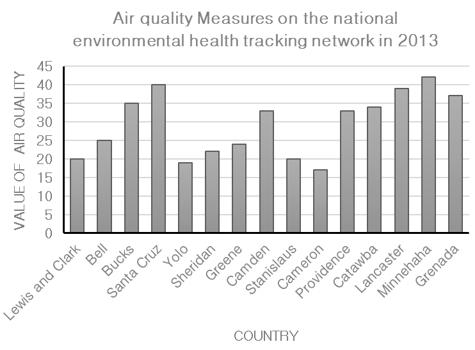 Air quality Measures on the national
environmental health tracking network in 2013
VALUE OF AIR QUALITY
45
40
35
30
25
20
15
10
5
0
Lewis and Clark
Bell
Bucks
Santa Cruz
Yolo
Sheridan
Greene
Camden
Stanislaus
Cameron
Providence
Catawba
Lancaster
Minnehaha
Grenada
COUNTRY